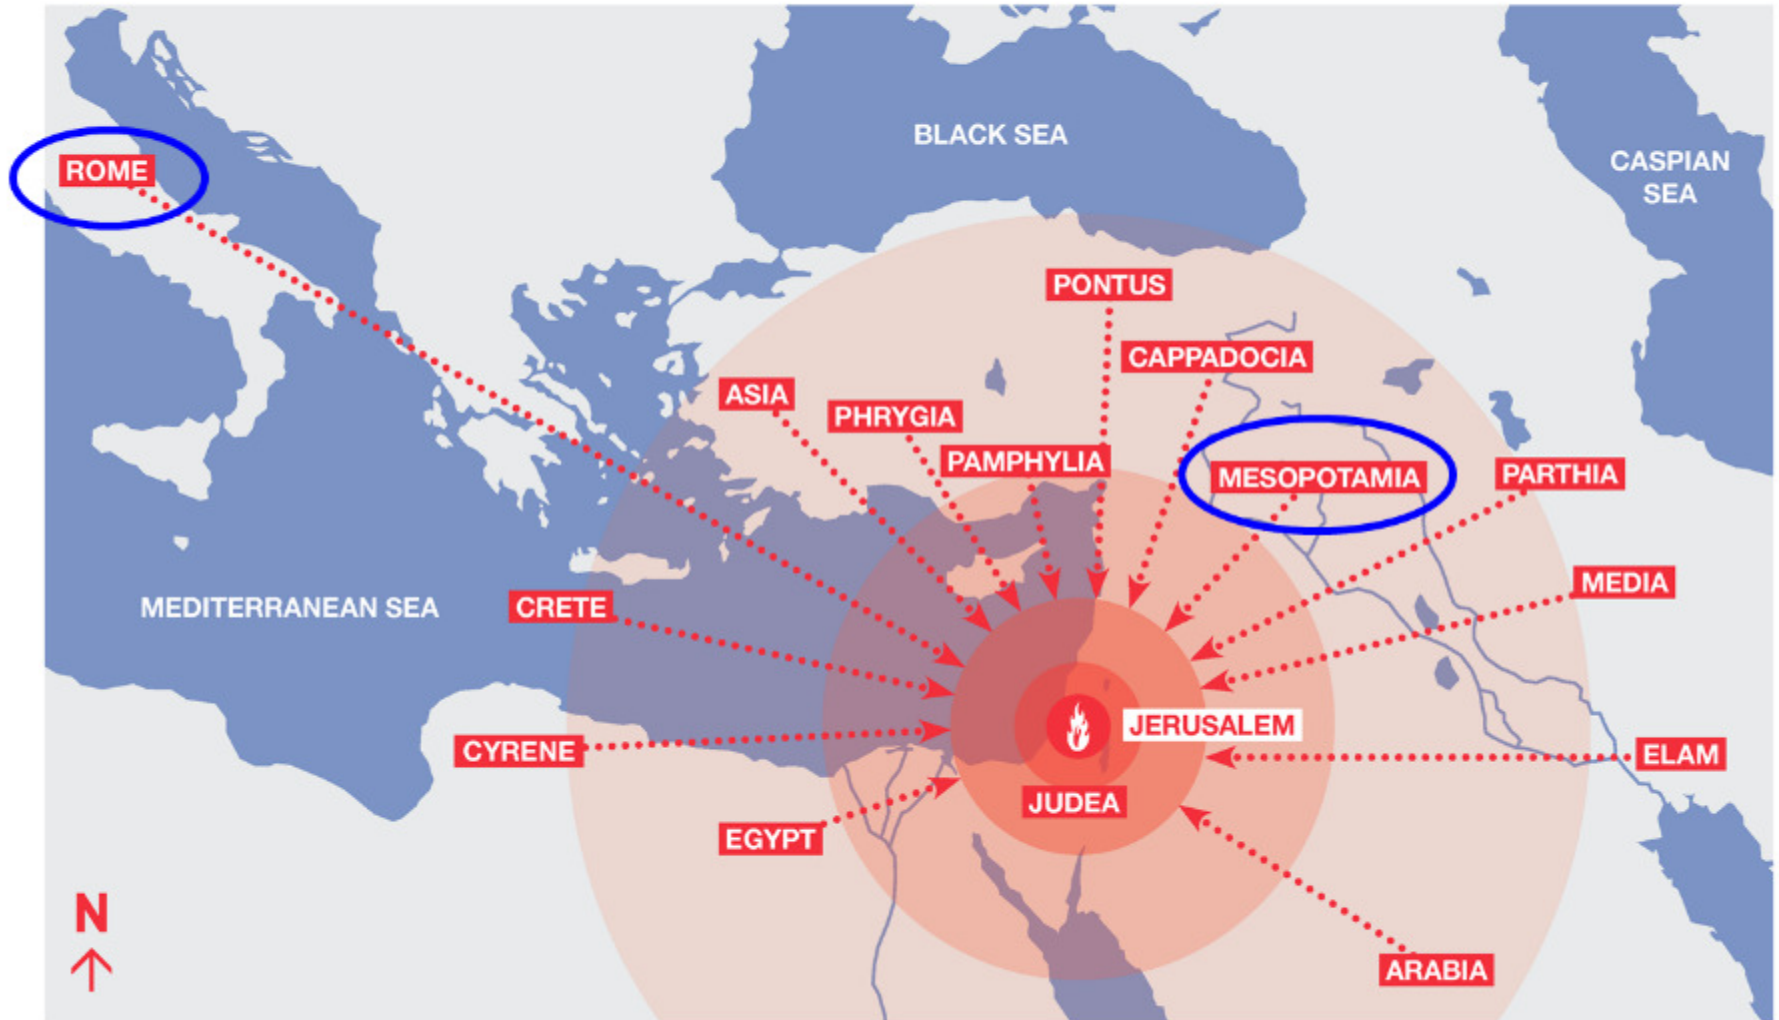 BLACK SEA
CASPIAN
SEA
ROME
PONTUS
CAPPADOCIA
ASIA
PHRYGIA
PAMPHYLIA
MESOPOTAMIA
PARTHIA
MEDIA
MEDITERRANEAN SEA
CRETE
JERUSALEM
CYRENE
ELAM
JUDEA
EGYPT
N
ARABIA